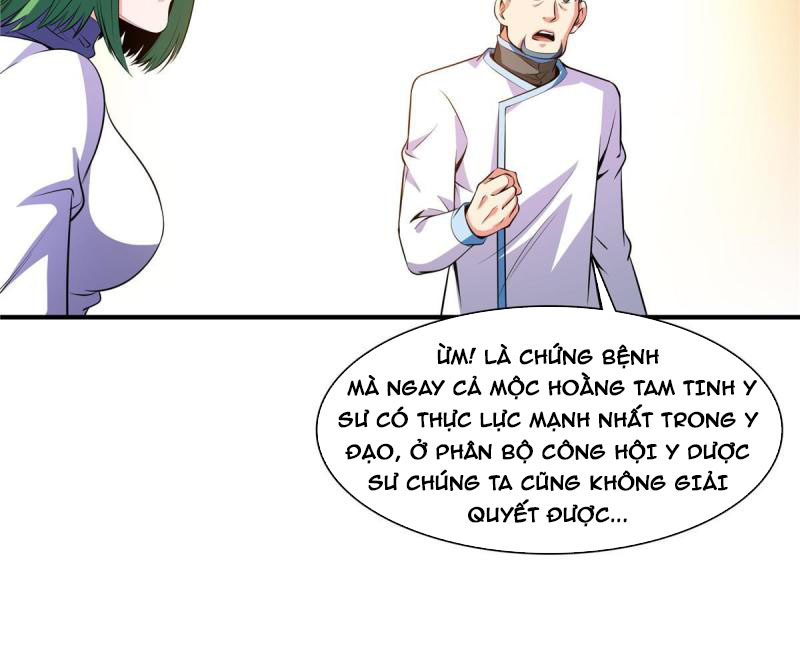 ỪM! LÀ CHỨNG BỆNH
MÀ NGAY CẢ MỘC HOẰNG TAM TINH Y
SƯ CÓ THỰC LỰC MẠNH NHẤT TRONG Y
ĐẠO, Ở PHÂN BỘ CÔNG HỘI Y DƯỢC
SƯ CHÚNG TA CŨNG KHÔNG GIẢI
QUYẾT ĐƯỢC...